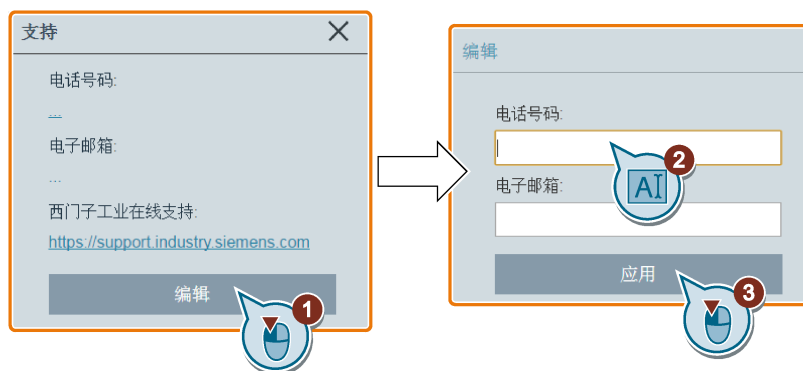 支持
电话号码:
...
电子邮箱:
...
西门子工业在线支持:
https://support.industry.siemens.com
编辑
1
编辑
电话号码:
2
AI
电子邮箱:
应用
3